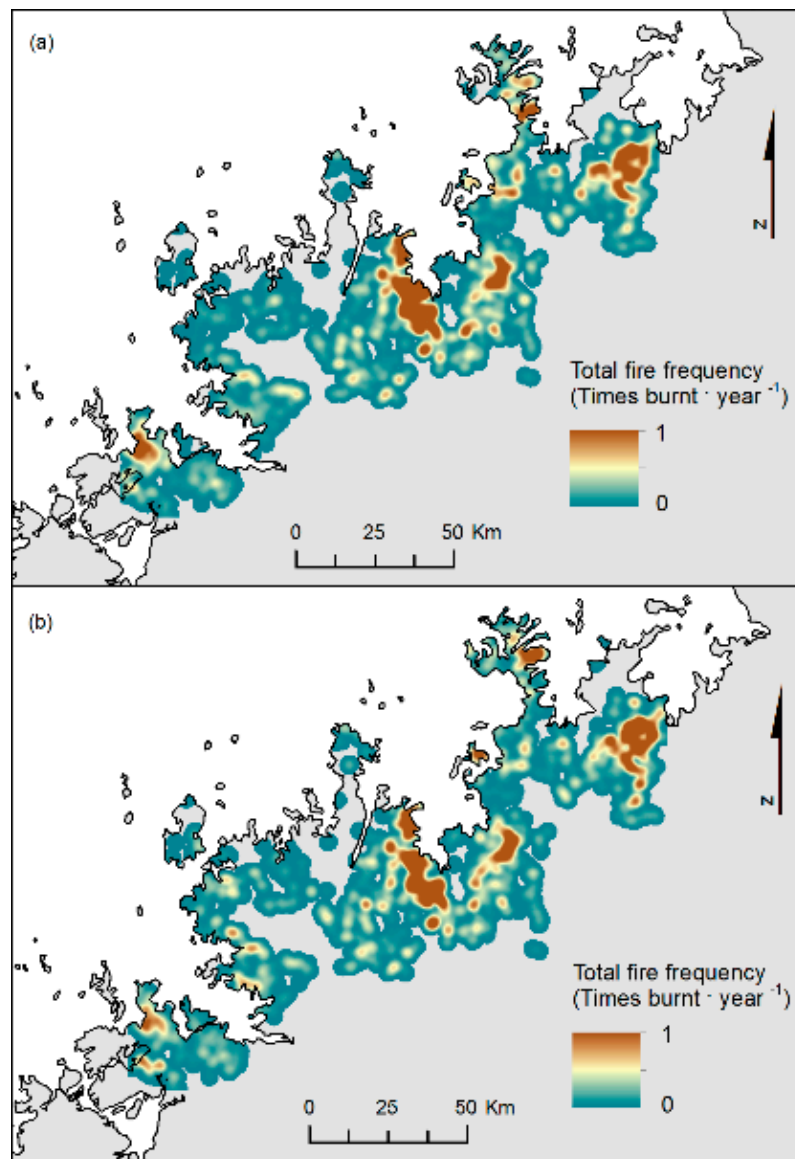 (a)
N
Total fire frequency
(Times burnt · year -1)
1
0
0 25 50 Km
(b)
N
Total fire frequency
(Times burnt · year -1)
1
0
0 25 50 Km